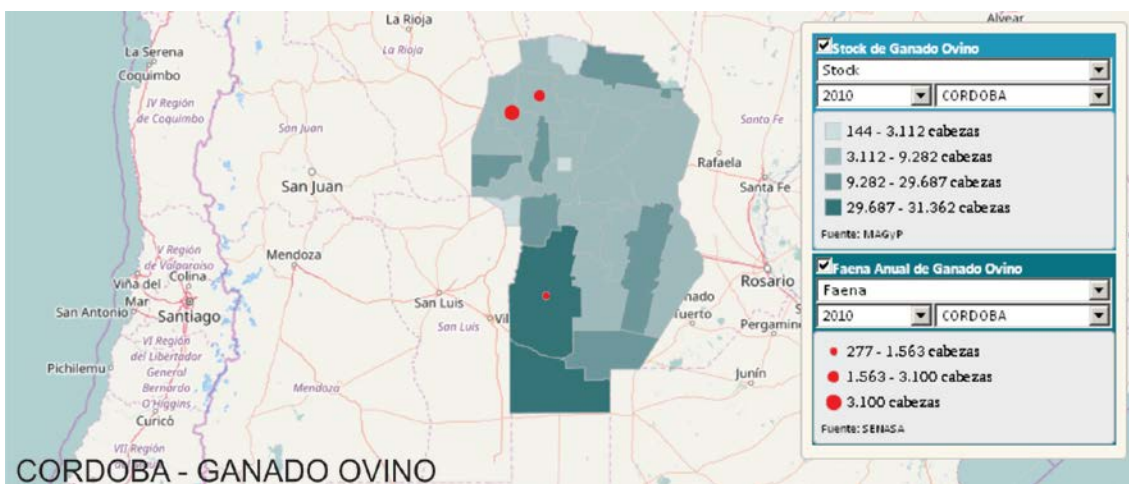 La Rioja
La Rioja
La Serena
Coquimbo
IV Región
de Coquimbo
San Juan
San Juan
Santa Fe
Rafaela
Santa Fe
V Región
de Valparaíso
Mendoza
Viña del
Mar
Colina
San Antonio
Santiago
San Luis
San Luis
Rosario
nado
uerto
Pergamin
VI Región
del Libertador
General
Bernardo
O'Higgins
Pichilemu
Mendoza
Junín
Curicó
VII Región
CORDOBA - GANADO OVINO
Alvear
Stock de Ganado Ovino
Stock
2010 CORDOBA
144 - 3.112 cabezas
3.112 - 9.282 cabezas
9.282 - 29.687 cabezas
29.687 - 31.362 cabezas
Fuente: MAGyP
Faena Anual de Ganado Ovino
Faena
2010 CORDOBA
277 - 1.563 cabezas
1.563 - 3.100 cabezas
3.100 cabezas
Fuente: SENASA